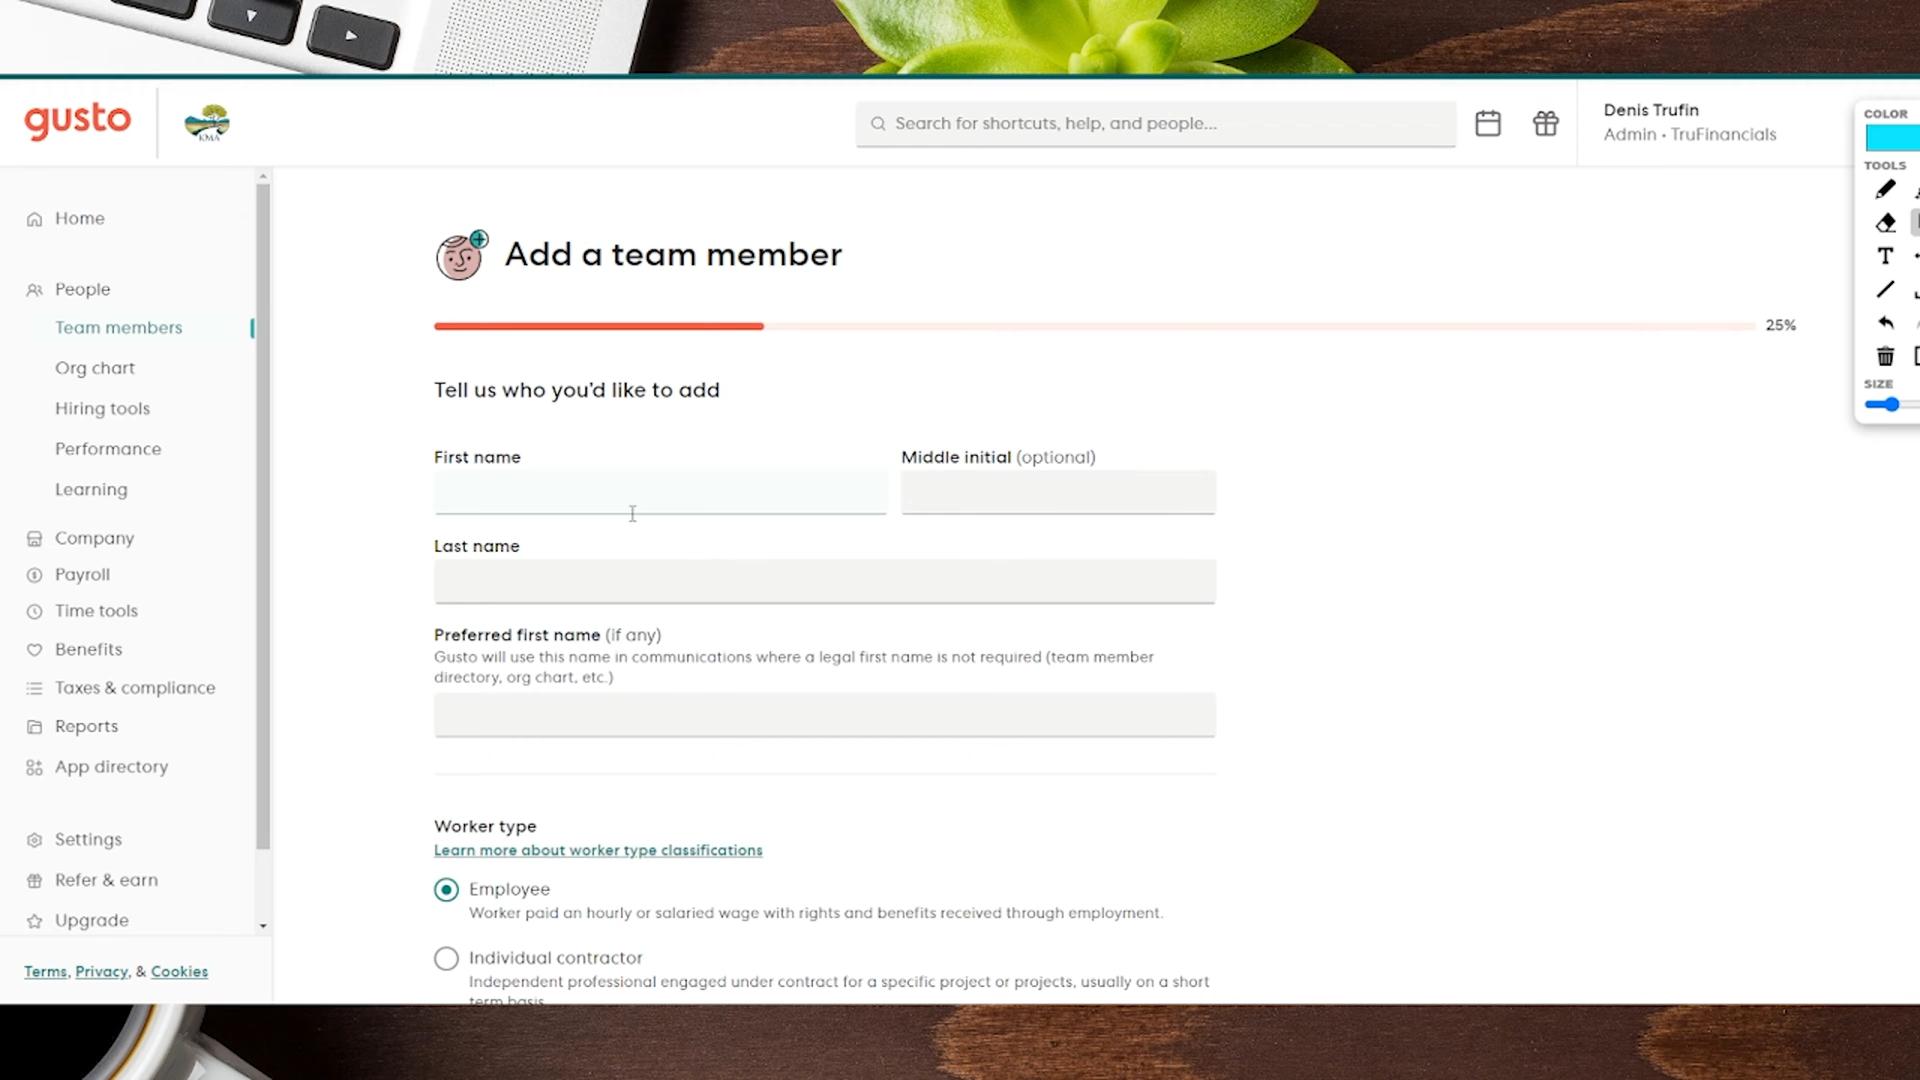 gusto
KMA
Search for shortcuts, help, and people...
Denis Trufin
Admin • TruFinancials
COLOR
TOOLS
T
SIZE
Home
People
Team members
Org chart
Hiring tools
Performance
Learning
Company
Payroll
Time tools
Benefits
Taxes & compliance
Reports
App directory
Settings
Refer & earn
Upgrade
Terms, Privacy, & Cookies
Add a team member
25%
Tell us who you'd like to add
First name
Middle initial (optional)
Last name
Preferred first name (if any)
Gusto will use this name in communications where a legal first name is not required (team member
directory, org chart, etc.)
Worker type
Learn more about worker type classifications
Employee
Worker paid an hourly or salaried wage with rights and benefits received through employment.
Individual contractor
Independent professional engaged under contract for a specific project or projects, usually on a short
term basis